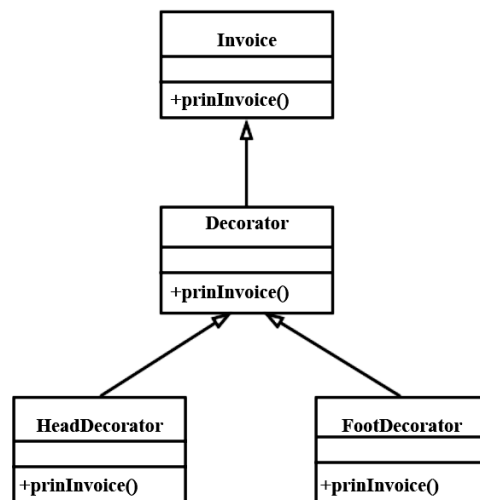 Invoice
+prinInvoice()
Decorator
+prinInvoice()
HeadDecorator
FootDecorator
+prinInvoice()
+prinInvoice()